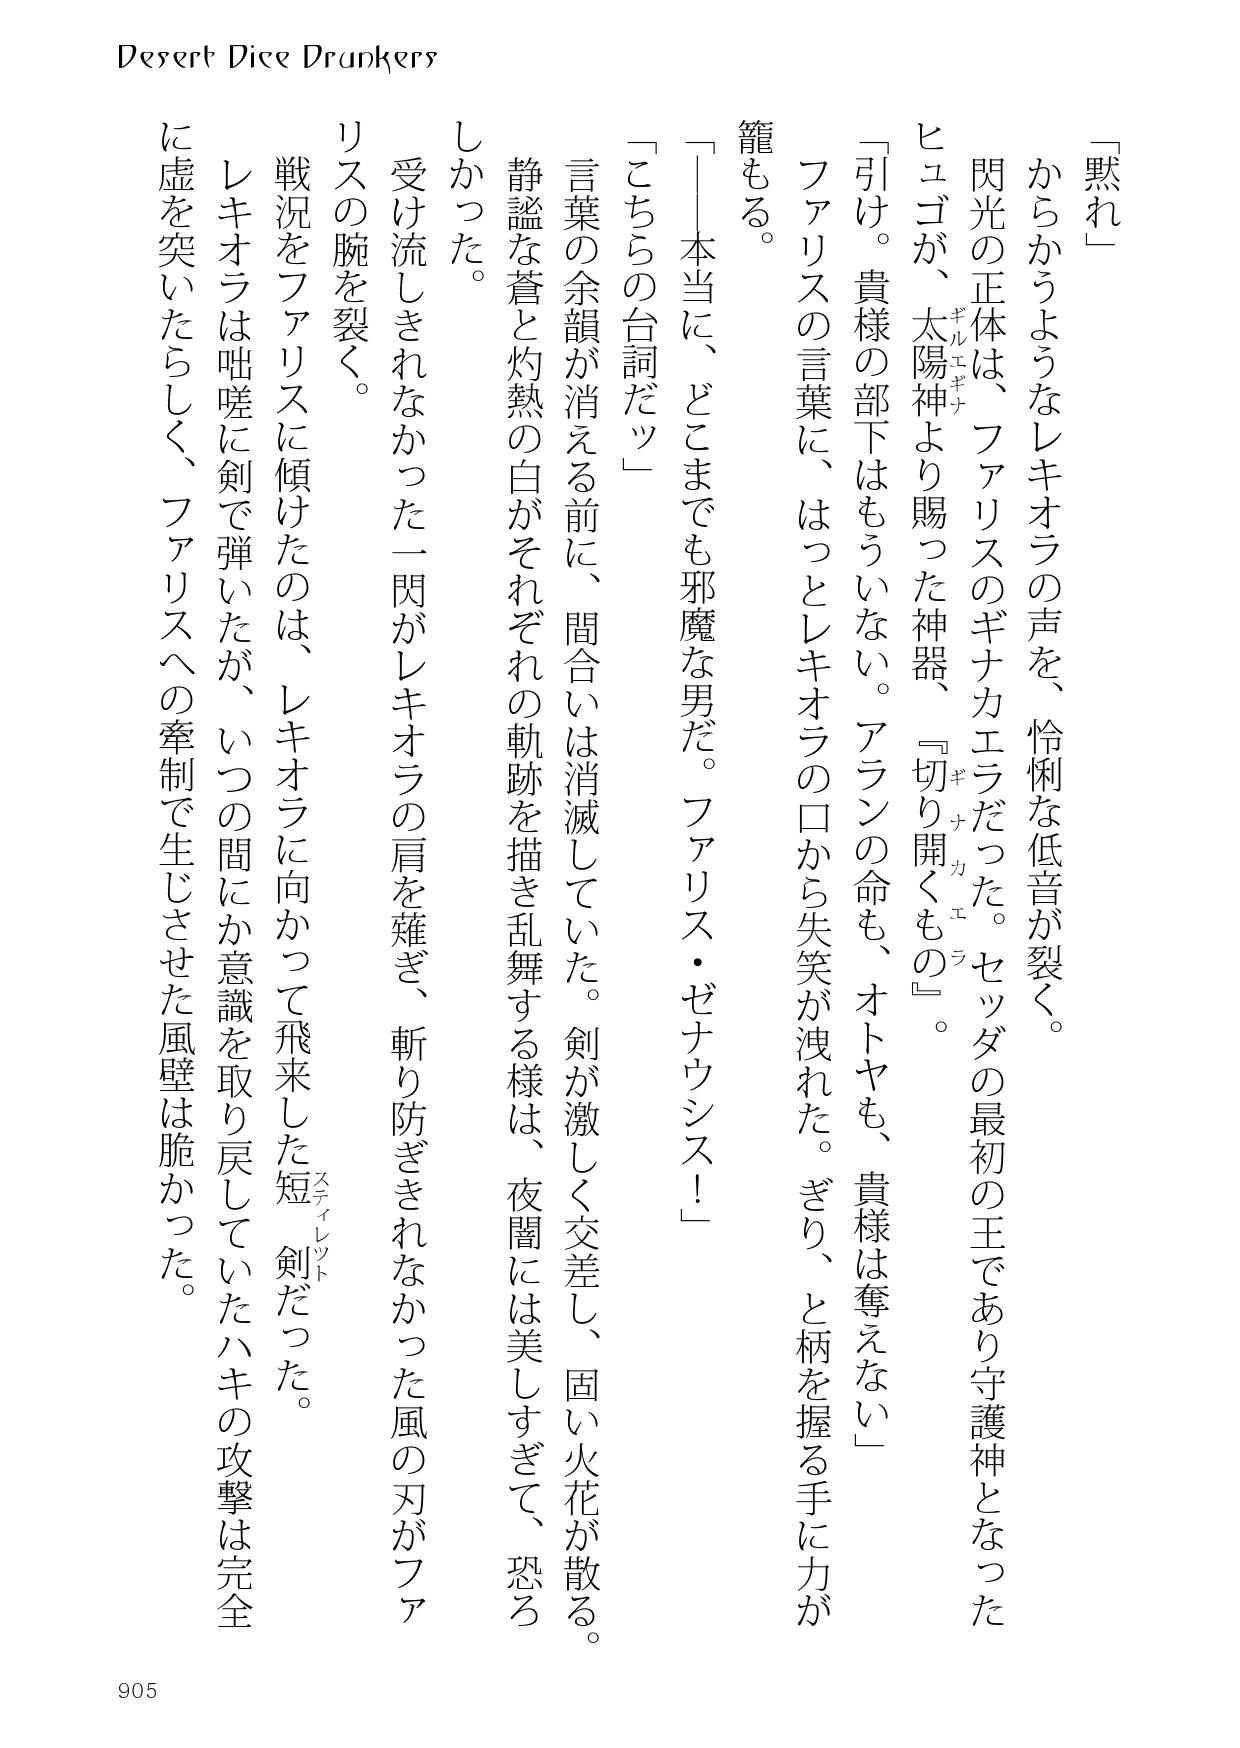 Desert Dice Drunkers
「黙れ」
　からかうようなレキオラの声を、怜悧な低音が裂く。
　閃光の正体は、ファリスのギナカエラだった。セッダの最初の王であり守護神となった
ヒュゴが、太陽神ギルエギナより賜った神器、『切り開くものギナカエラ』。
「引け。貴様の部下はもういない。アランの命も、オトヤも、貴様は奪えない」
　ファリスの言葉に、はっとレキオラの口から失笑が洩れた。ぎり、と柄を握る手に力が
籠もる。
「――本当に、どこまでも邪魔な男だ。ファリス・ゼナウシス！」
「こちらの台詞だッ」
　言葉の余韻が消える前に、間合いは消滅していた。剣が激しく交差し、固い火花が散る。
　静謐な蒼と灼熱の白がそれぞれの軌跡を描き乱舞する様は、夜闇には美しすぎて、恐ろ
しかった。
　受け流しきれなかった一閃がレキオラの肩を薙ぎ、斬り防ぎきれなかった風の刃がファ
リスの腕を裂く。
　戦況をファリスに傾けたのは、レキオラに向かって飛来した短剣スティレットだった。
　レキオラは咄嗟に剣で弾いたが、いつの間にか意識を取り戻していたハキの攻撃は完全
に虚を突いたらしく、ファリスへの牽制で生じさせた風壁は脆かった。
905